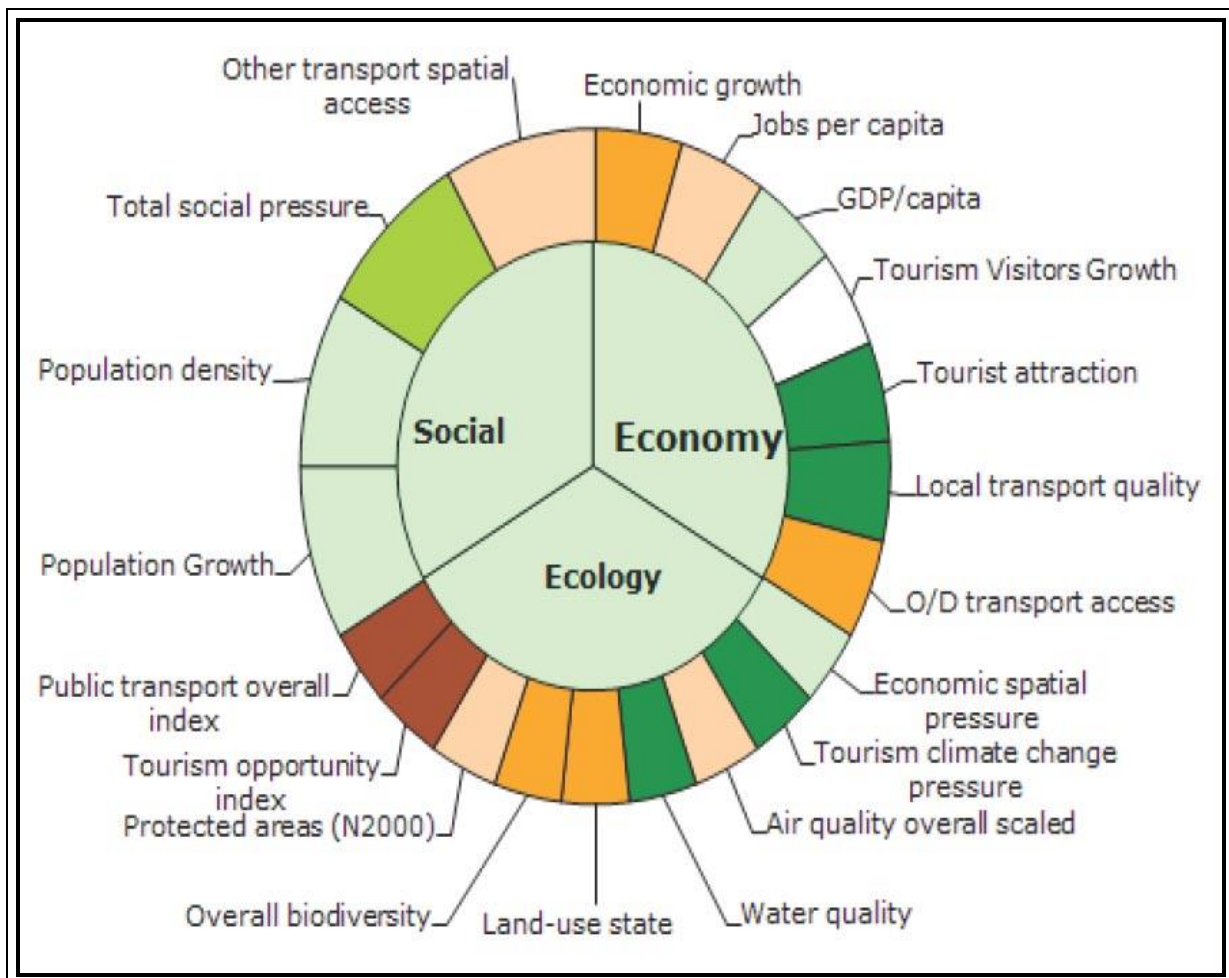 Other transport spatial
access
Economic growth
Jobs per capita
GDP/capita
Tourism Visitors Growth
Tourist attraction
Local transport quality
O/D transport access
Economic spatial
pressure
Tourism climate change
pressure
Air quality overall scaled
Water quality
Land-use state
Overall biodiversity
Protected areas (N2000)
Tourism opportunity
index
Public transport overall
index
Population Growth
Population density
Total social pressure
Social
Economy
Ecology